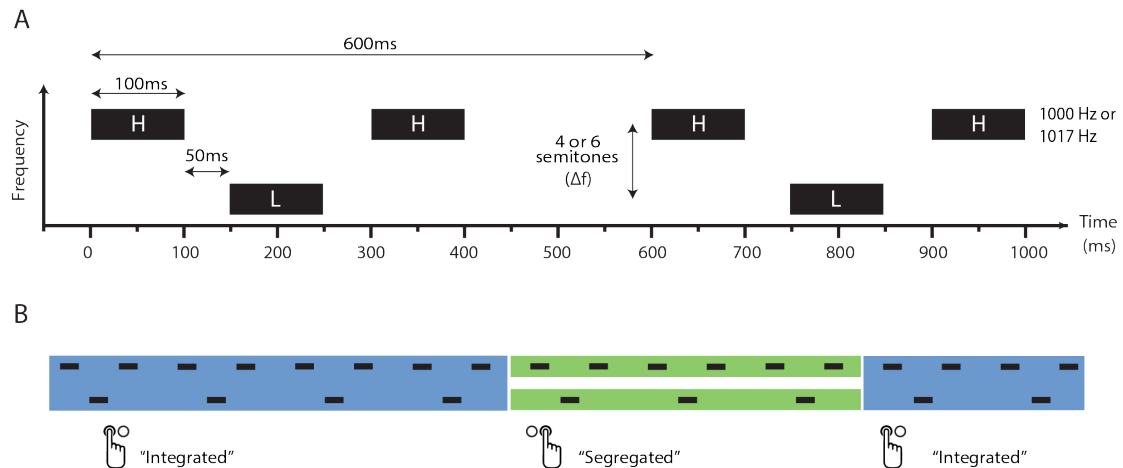 A
600ms
100ms
H
H
H
H
1000 Hz or
1017 Hz
50ms
4 or 6
semitones
(Δf)
L
L
Frequency
Time
(ms)
0
100
200
300
400
500
600
700
800
900
1000
B
“Integrated”
“Segregated”
“Integrated”